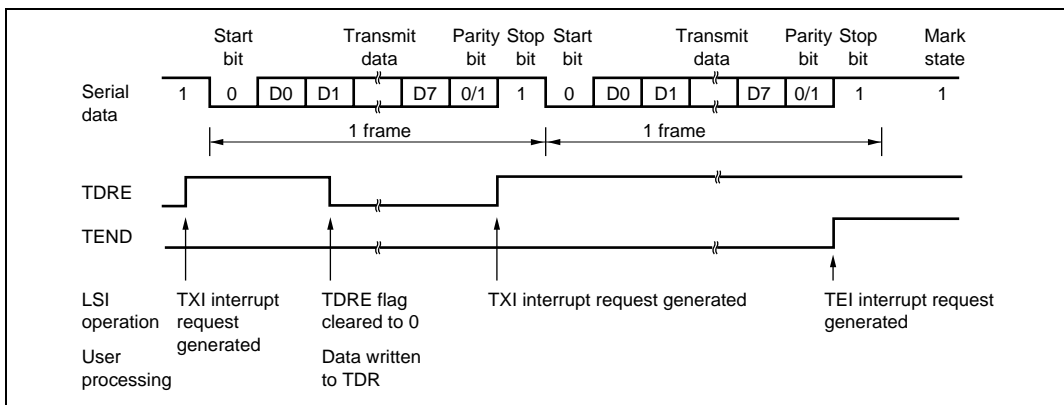 Start Transmit Parity Stop Start Transmit Parity Stop Mark
bit data bit bit bit data bit bit state
Serial
data
1 0 D0 D1 D7 0/1 1 0 D0 D1 D7 0/1 1 1
1 frame 1 frame
TDRE
TEND
LSI
operation
TXI interrupt
request
generated
TDRE flag
cleared to 0
TXI interrupt request generated
TEI interrupt request
generated
User
processing
Data written
to TDR